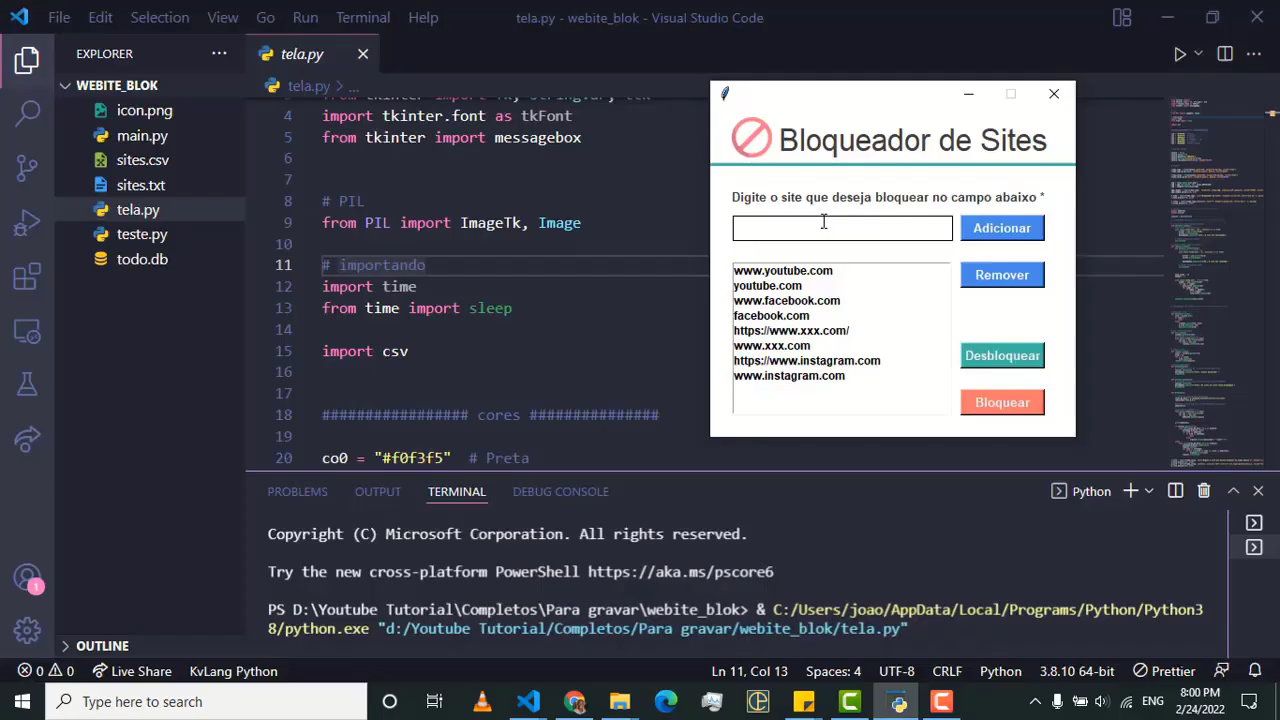 File Edit Selection View Go Run Terminal Help
tela.py - webite_blok - Visual Studio Code
EXPLORER
tela.py
WEBITE_BLOK
tela.py > ...
icon.png
main.py
sites.csv
sites.txt
tela.py
teste.py
todo.db
4 import tkinter.font as tkFont
5 from tkinter import messagebox
6
7
8 # PIL
9 from PIL import ImageTk, Image
10
11 # importando
12 import time
13 from time import sleep
14
15 import csv
16
17
18 ################# cores ###############
19
20 co0 = "#f0f3f5" # Preta
Bloqueador de Sites
Digite o site que deseja bloquear no campo abaixo *
Adicionar
www.youtube.com
youtube.com
www.facebook.com
facebook.com
https://www.xxx.com/
www.xxx.com
https://www.instagram.com
www.instagram.com
Remover
Desbloquear
Bloquear
PROBLEMS OUTPUT TERMINAL DEBUG CONSOLE
Python
Copyright (C) Microsoft Corporation. All rights reserved.
Try the new cross-platform PowerShell https://aka.ms/pscore6
PS D:\Youtube Tutorial\Completos\Para gravar\webite_blok> & C:/Users/joao/AppData/Local/Programs/Python/Python3
8/python.exe "d:/Youtube Tutorial/Completos/Para gravar/webite_blok/tela.py"
1
OUTLINE
0 0 Live Share KvLang Python
Ln 11, Col 13 Spaces: 4 UTF-8 CRLF Python 3.8.10 64-bit Prettier
Type here to search
ENG
8:00 PM
2/24/2022